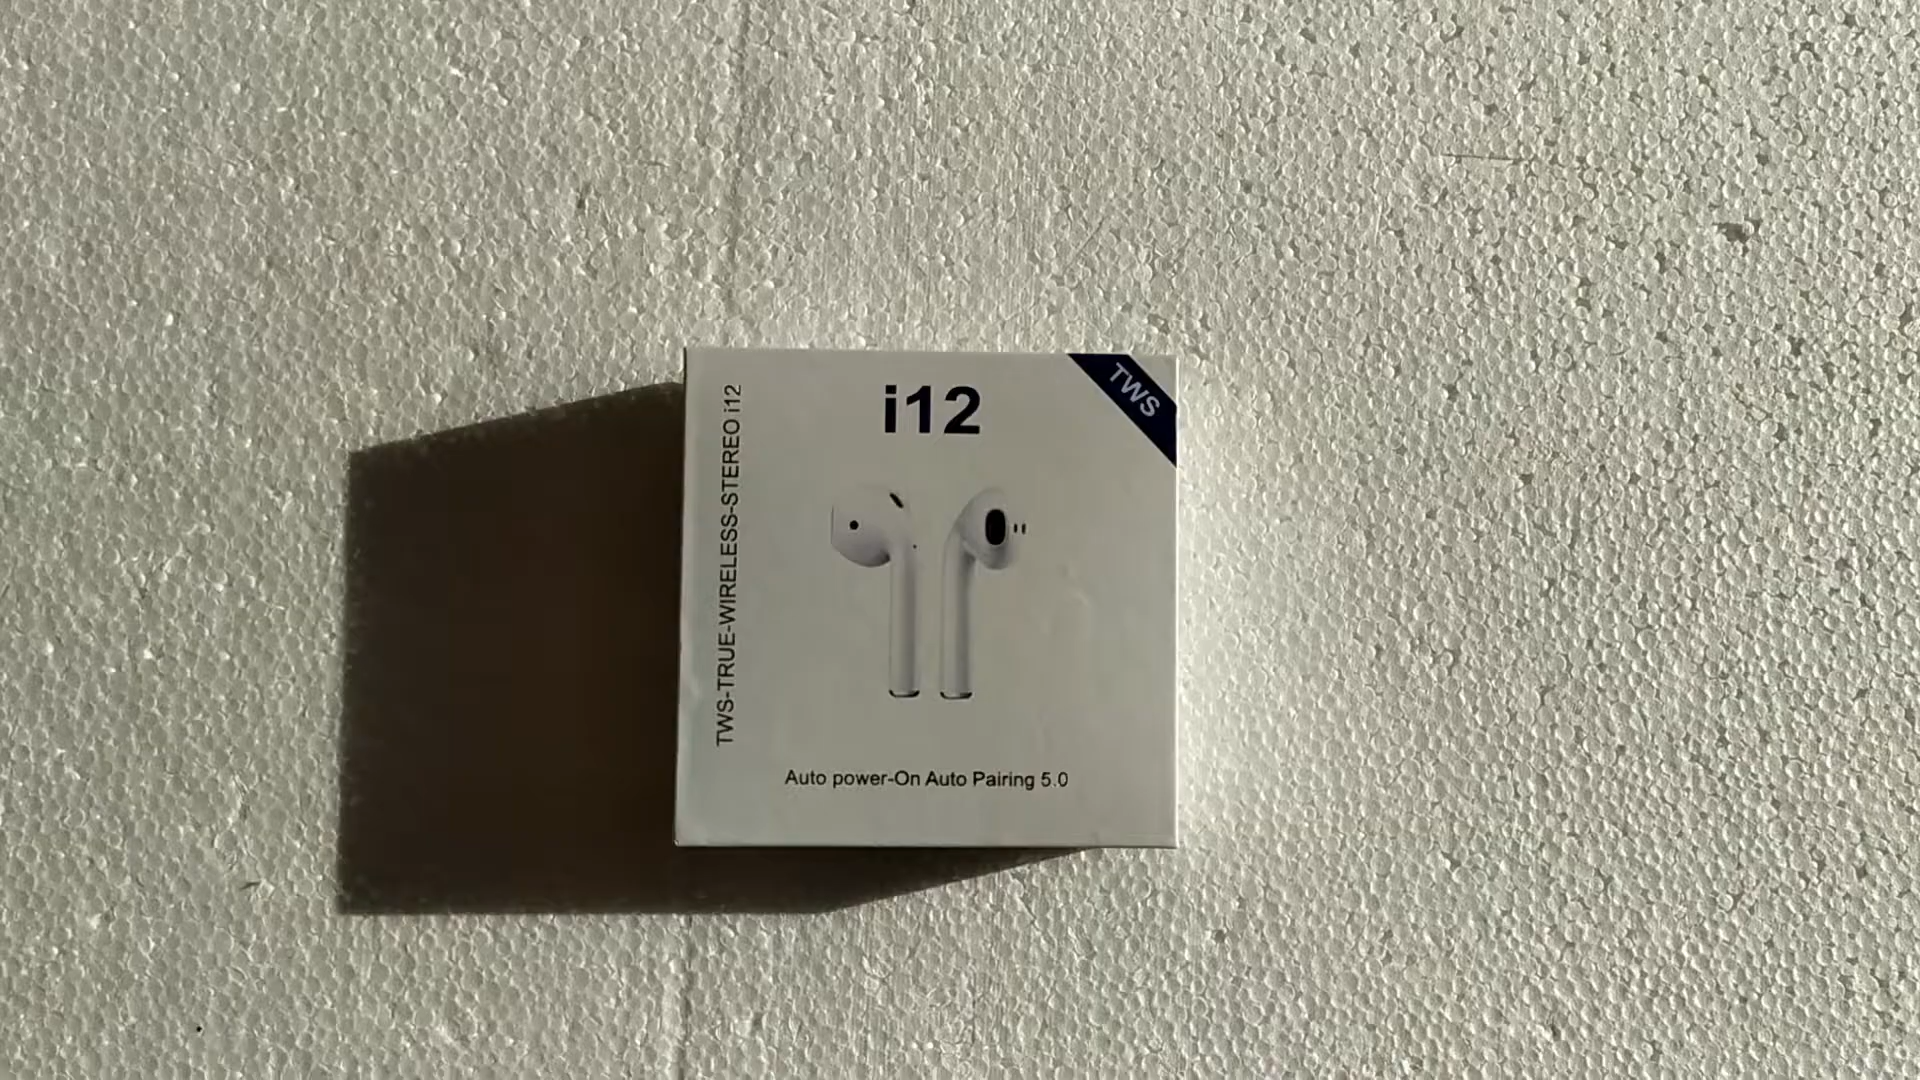 i12
TWS
TWS-TRUE-WIRELESS-STEREO i12
Auto power-On Auto Pairing 5.0